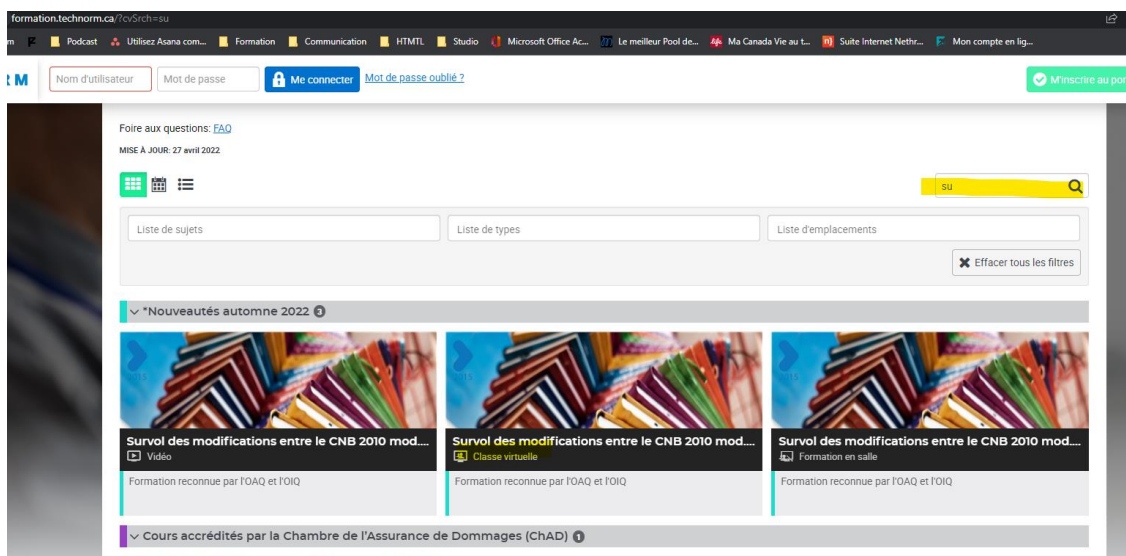 formation.technorm.ca/?cvSrch=su
m Podcast Utilisez Asana com... Formation Communication HTMTL Studio Microsoft Office Ac... Le meilleur Pool de... Ma Canada Vie au t... Suite Internet Nethr... Mon compte en lig...
RM Nom d'utilisateur Mot de passe Me connecter Mot de passe oublié ? M'inscrire au por
Foire aux questions: FAQ
MISE À JOUR: 27 avril 2022
su
Liste de sujets Liste de types Liste d'emplacements
Effacer tous les filtres
*Nouveautés automne 2022 3
Survol des modifications entre le CNB 2010 mod.... Survol des modifications entre le CNB 2010 mod.... Survol des modifications entre le CNB 2010 mod....
Vidéo Classe virtuelle Formation en salle
Formation reconnue par l'OAQ et l'OIQ Formation reconnue par l'OAQ et l'OIQ Formation reconnue par l'OAQ et l'OIQ
Cours accrédités par la Chambre de l'Assurance de Dommages (ChAD) 1